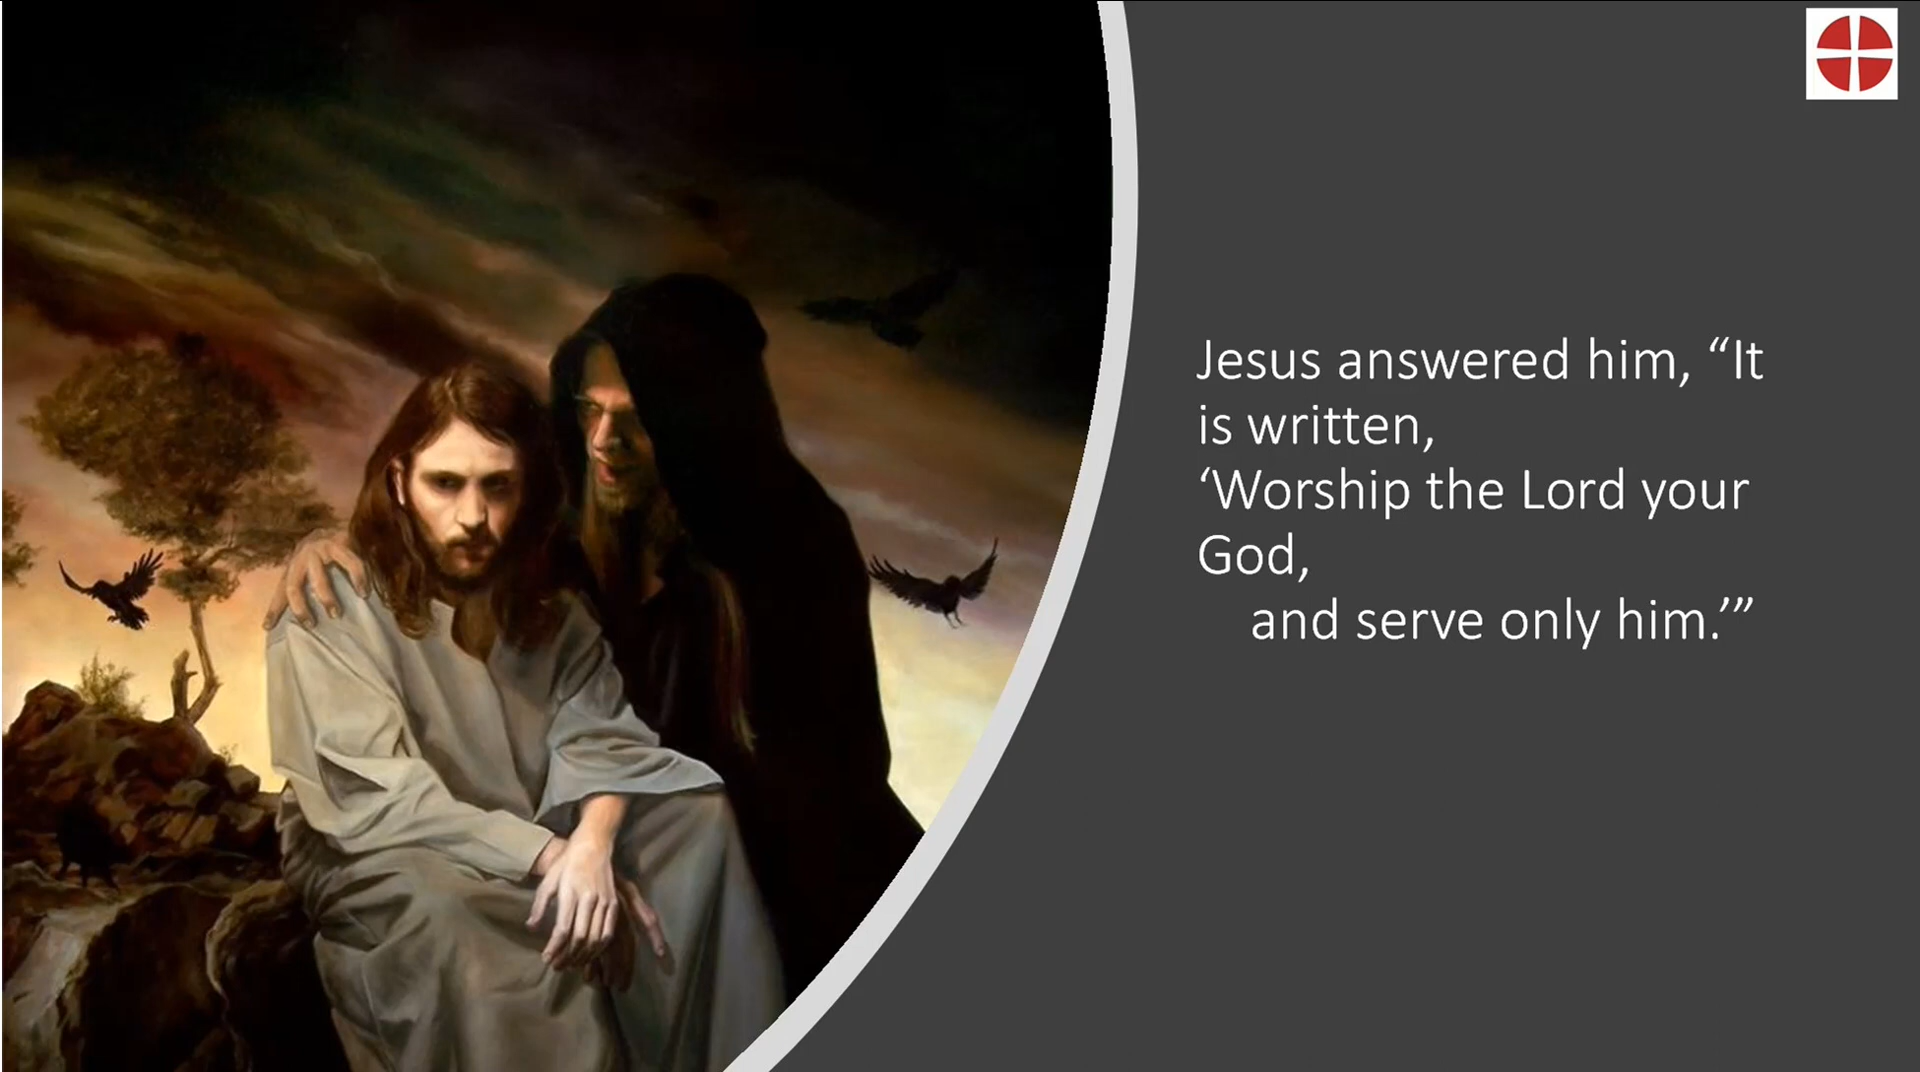 Jesus answered him, “It
is written,
‘Worship the Lord your
God,
and serve only him.’”